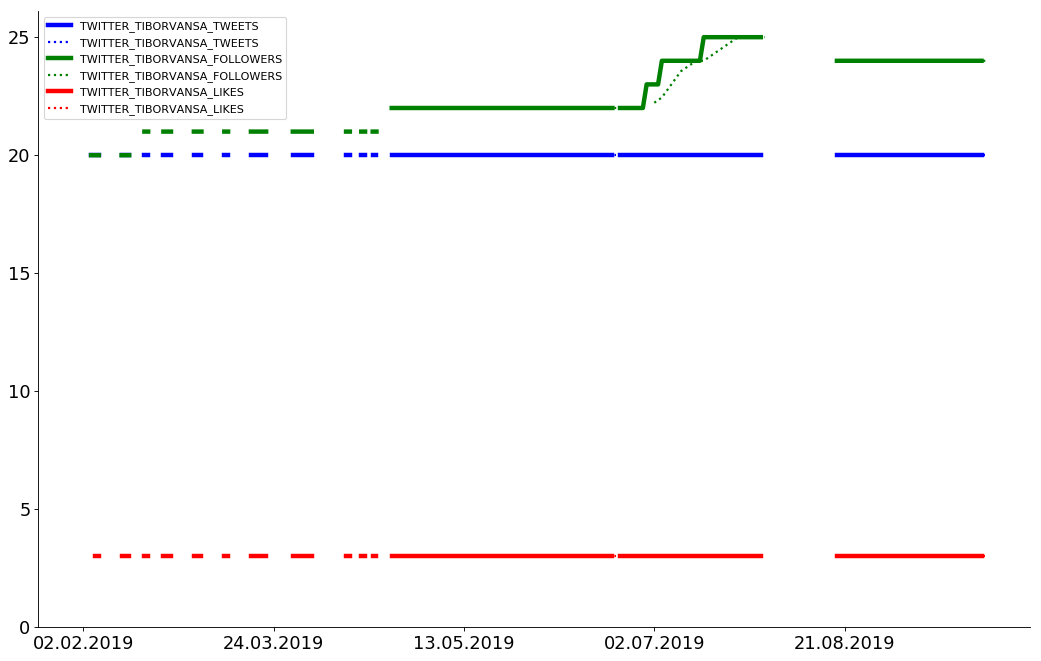 25
20
15
10
5
0
TWITTER_TIBORVANSA_TWEETS
TWITTER_TIBORVANSA_TWEETS
TWITTER_TIBORVANSA_FOLLOWERS
TWITTER_TIBORVANSA_FOLLOWERS
TWITTER_TIBORVANSA_LIKES
TWITTER_TIBORVANSA_LIKES
02.02.2019 24.03.2019 13.05.2019 02.07.2019 21.08.2019